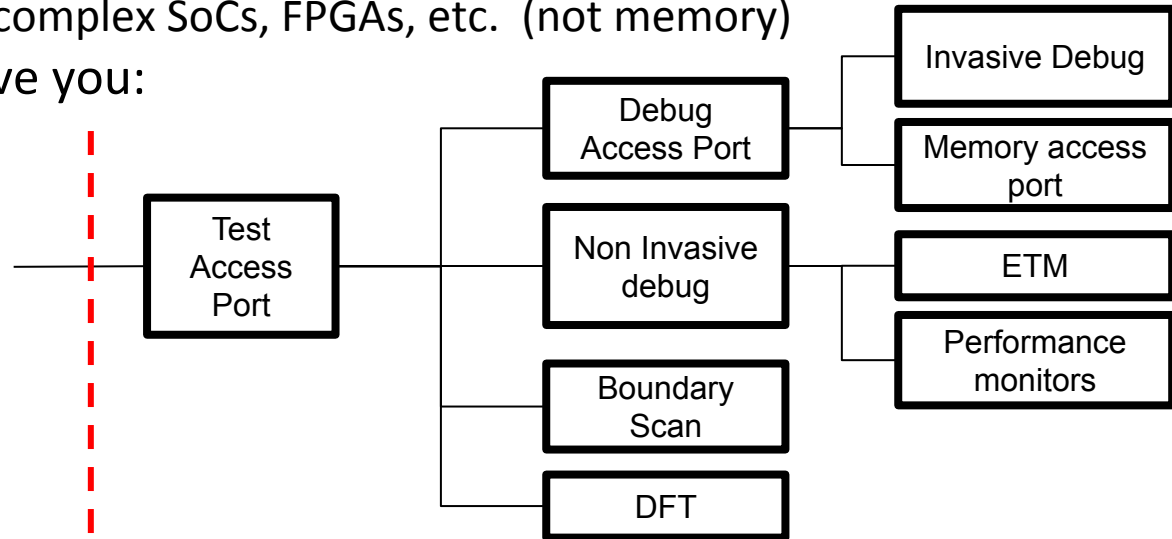 complex SoCs, FPGAs, etc. (not memory)
ve you:
Test
Access
Port
Debug
Access Port
Non Invasive
debug
Boundary
Scan
DFT
Invasive Debug
Memory access
port
ETM
Performance
monitors